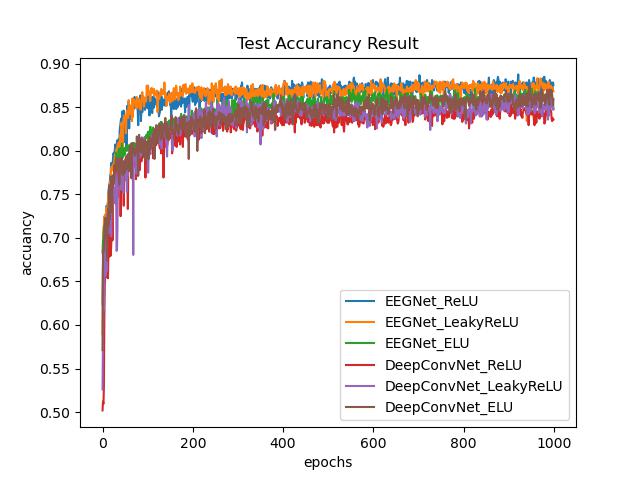 Test Accurancy Result
accuancy
0.90
0.85
0.80
0.75
0.70
0.65
0.60
0.55
0.50
EEGNet_ReLU
EEGNet_LeakyReLU
EEGNet_ELU
DeepConvNet_ReLU
DeepConvNet_LeakyReLU
DeepConvNet_ELU
0 200 400 600 800 1000
epochs